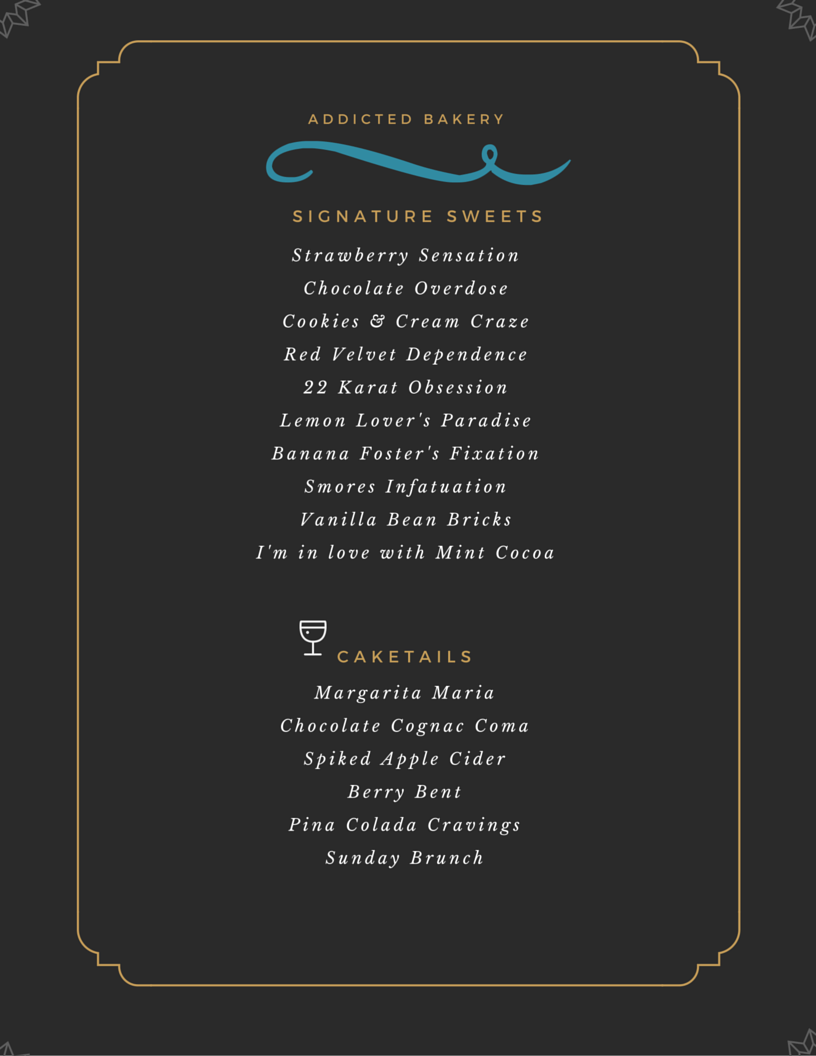 ADDICTED BAKERY
SIGNATURE SWEETS
Strawberry Sensation
Chocolate Overdose
Cookies & Cream Craze
Red Velvet Dependence
22 Karat Obsession
Lemon Lover's Paradise
Banana Foster's Fixation
Smores Infatuation
Vanilla Bean Bricks
I'm in love with Mint Cocoa
CAKETAILS
Margarita Maria
Chocolate Cognac Coma
Spiked Apple Cider
Berry Bent
Pina Colada Cravings
Sunday Brunch